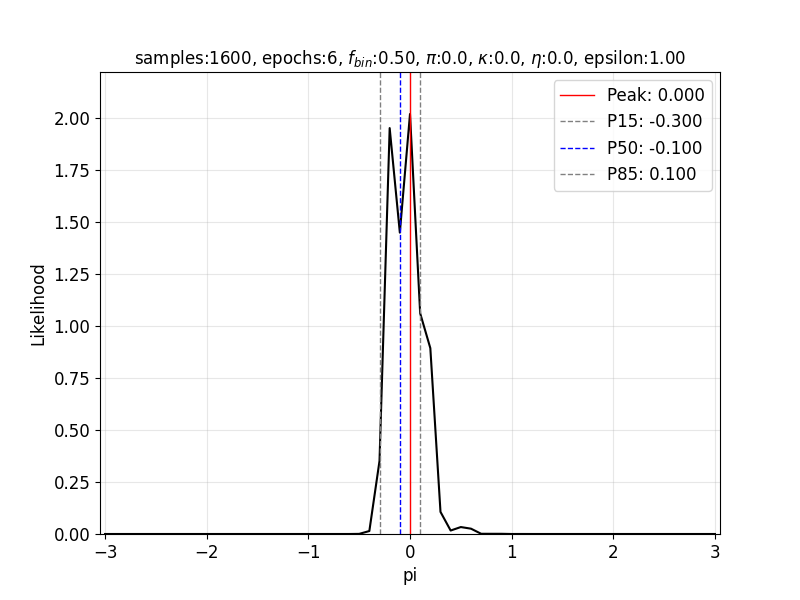 samples:1600, epochs:6, f_bin:0.50, π:0.0, κ:0.0, η:0.0, epsilon:1.00
Peak: 0.000
P15: -0.300
P50: -0.100
P85: 0.100
2.00
1.75
1.50
1.25
1.00
0.75
0.50
0.25
0.00
Likelihood
−3 −2 −1 0 1 2 3
pi